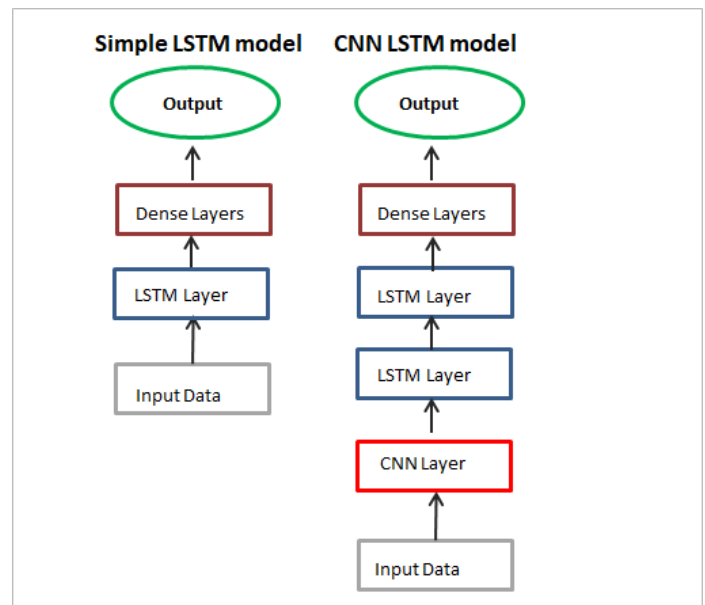 Simple LSTM model
Output
Dense Layers
LSTM Layer
Input Data
CNN LSTM model
Output
Dense Layers
LSTM Layer
LSTM Layer
CNN Layer
Input Data